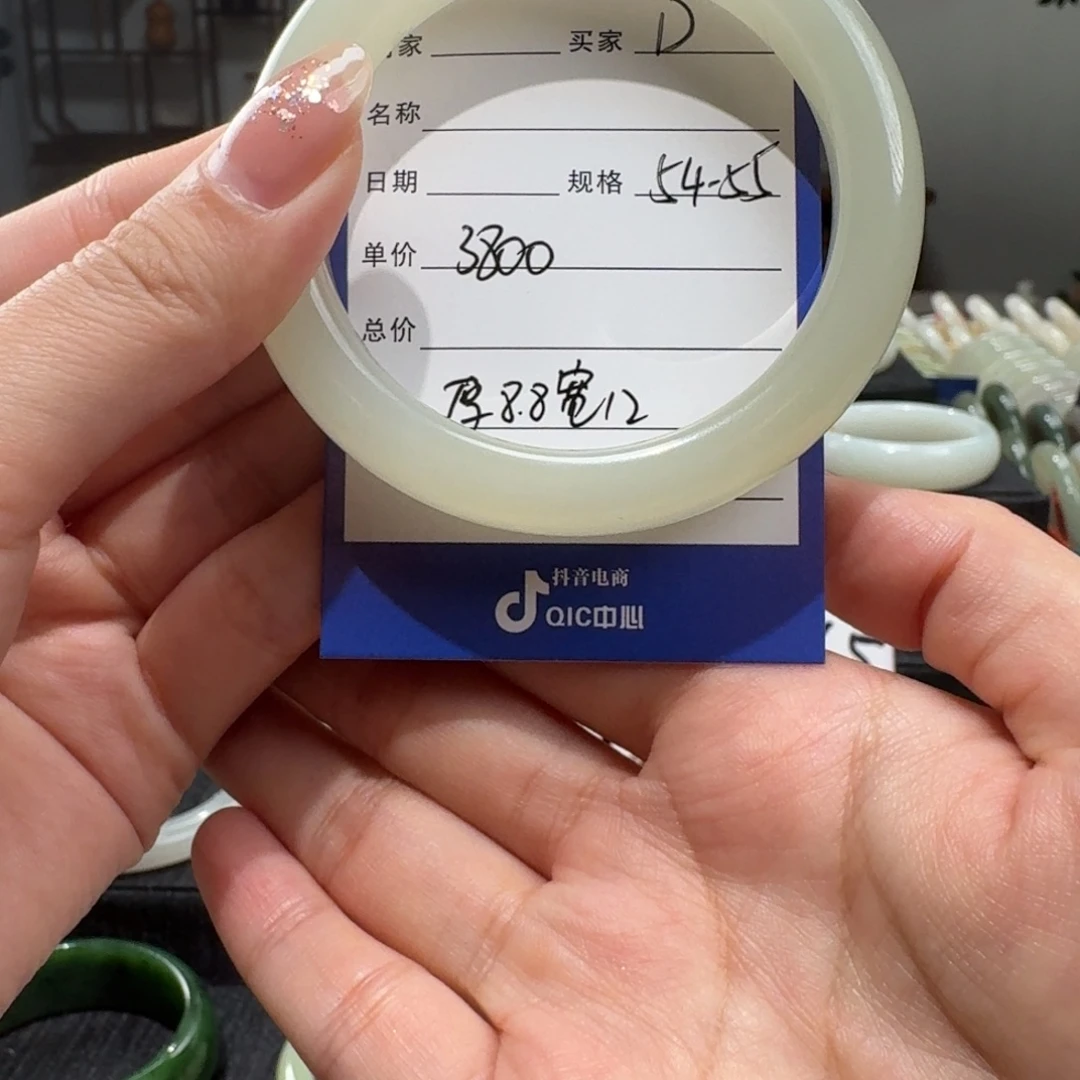 家 买家 D
名称
日期 规格 54-55
单价 3800
总价
厚8.8宽12
抖音电商
QIC中心